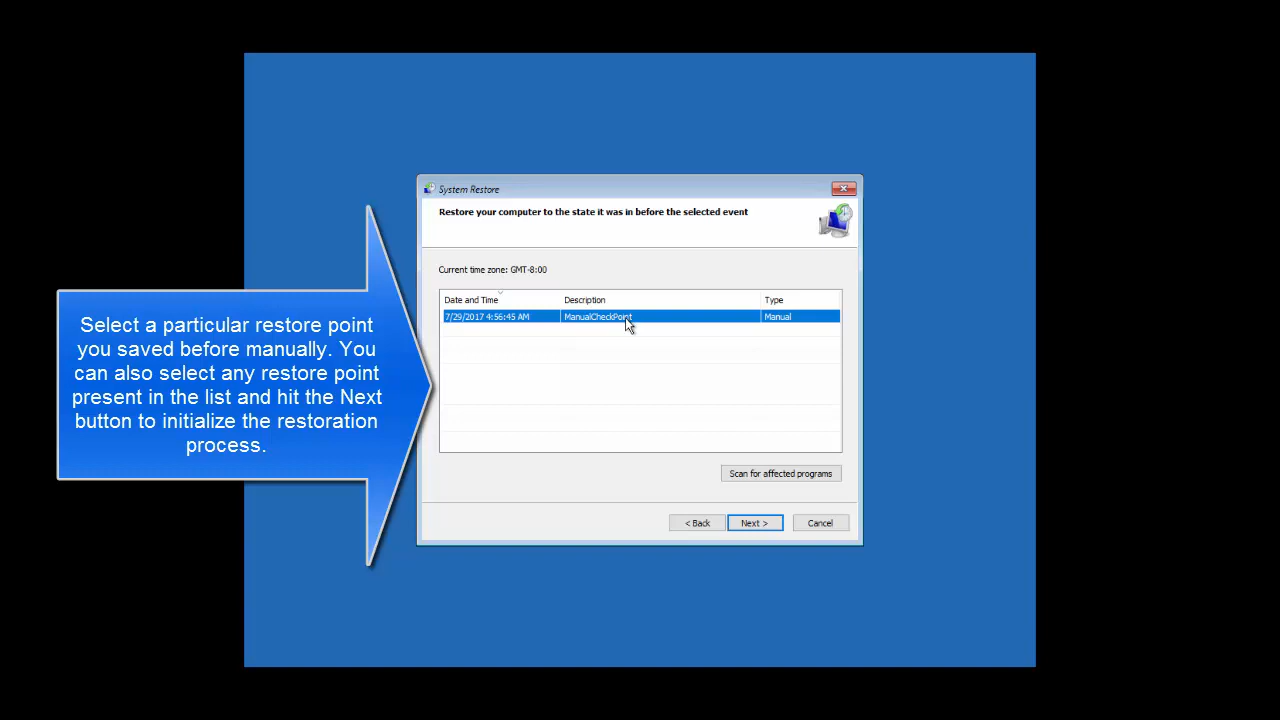 System Restore
Restore your computer to the state it was in before the selected event
Current time zone: GMT-8:00
Date and Time Description Type
7/29/2017 4:56:45 AM ManualCheckPoint Manual
Select a particular restore point
you saved before manually. You
can also select any restore point
present in the list and hit the Next
button to initialize the restoration
process.
Scan for affected programs
< Back Next > Cancel